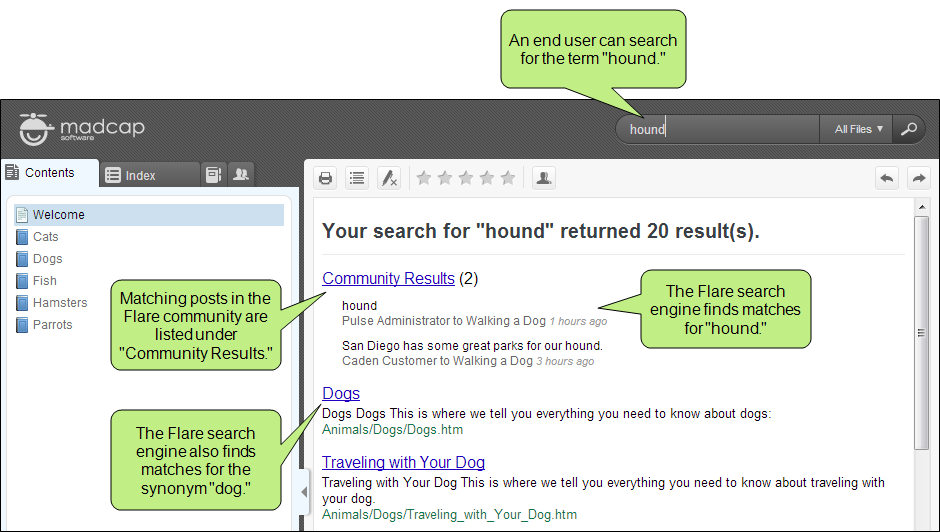 An end user can search
for the term "hound."
madcap
software
hound
All Files
Contents
Index
Welcome
Cats
Dogs
Fish
Hamsters
Parrots
Your search for "hound" returned 20 result(s).
Community Results (2)
hound
Pulse Administrator to Walking a Dog 1 hours ago
San Diego has some great parks for our hound.
Caden Customer to Walking a Dog 3 hours ago
Matching posts in the
Flare community are
listed under
"Community Results."
The Flare search
engine finds matches
for "hound."
Dogs
Dogs Dogs This is where we tell you everything you need to know about dogs:
Animals/Dogs/Dogs.htm
The Flare search
engine also finds
matches for the
synonym "dog."
Traveling with Your Dog
Traveling with Your Dog This is where we tell you everything you need to know about traveling with
your dog.
Animals/Dogs/Traveling_with_Your_Dog.htm